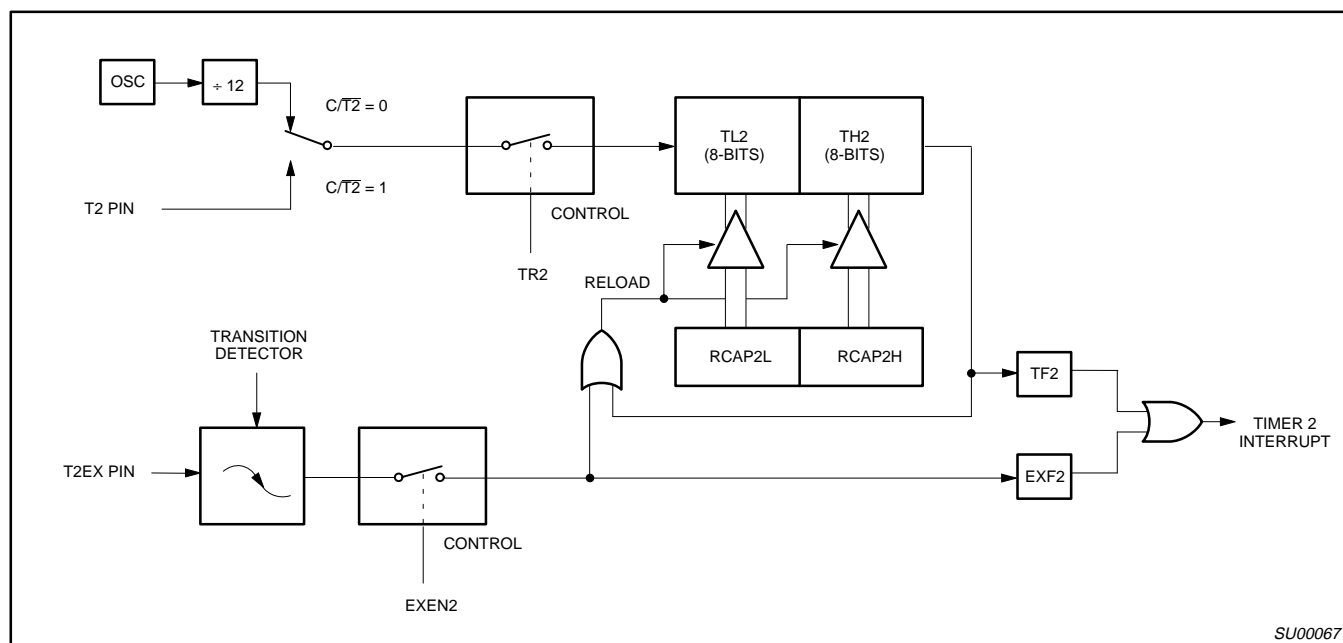 OSC
÷ 12
C/T2 = 0
C/T2 = 1
T2 PIN
CONTROL
TR2
TL2
(8-BITS)
TH2
(8-BITS)
RELOAD
RCAP2L
RCAP2H
TRANSITION
DETECTOR
T2EX PIN
CONTROL
EXEN2
TF2
EXF2
TIMER 2
INTERRUPT
SU00067